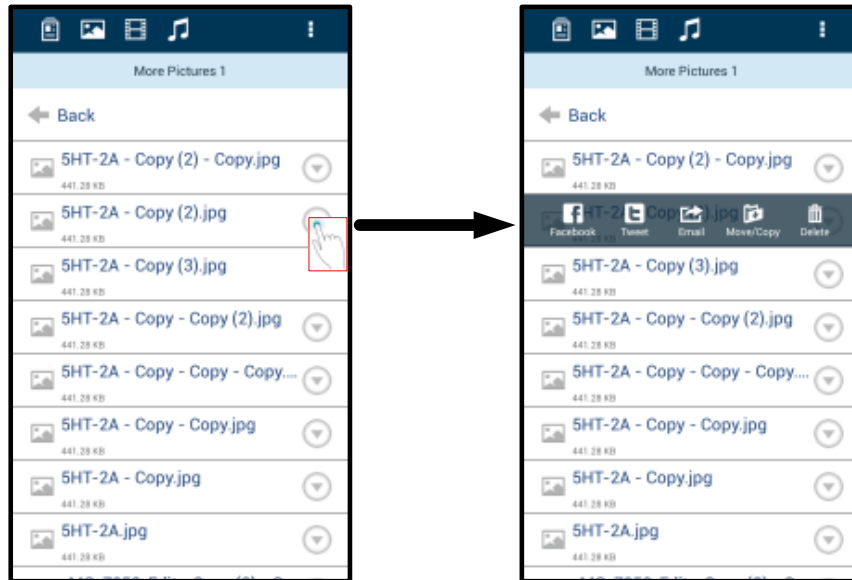 More Pictures 1
Back
5HT-2A - Copy (2) - Copy.jpg
441.28 KB
5HT-2A - Copy (2).jpg
441.28 KB
5HT-2A - Copy (3).jpg
441.28 KB
5HT-2A - Copy - Copy (2).jpg
441.28 KB
5HT-2A - Copy - Copy - Copy....
441.28 KB
5HT-2A - Copy - Copy.jpg
441.28 KB
5HT-2A - Copy.jpg
441.28 KB
5HT-2A.jpg
441.28 KB
More Pictures 1
Back
5HT-2A - Copy (2) - Copy.jpg
441.28 KB
Facebook Tweet Email Move/Copy Delete
5HT-2A - Copy (3).jpg
441.28 KB
5HT-2A - Copy - Copy (2).jpg
441.28 KB
5HT-2A - Copy - Copy - Copy....
441.28 KB
5HT-2A - Copy - Copy.jpg
441.28 KB
5HT-2A - Copy.jpg
441.28 KB
5HT-2A.jpg
441.28 KB